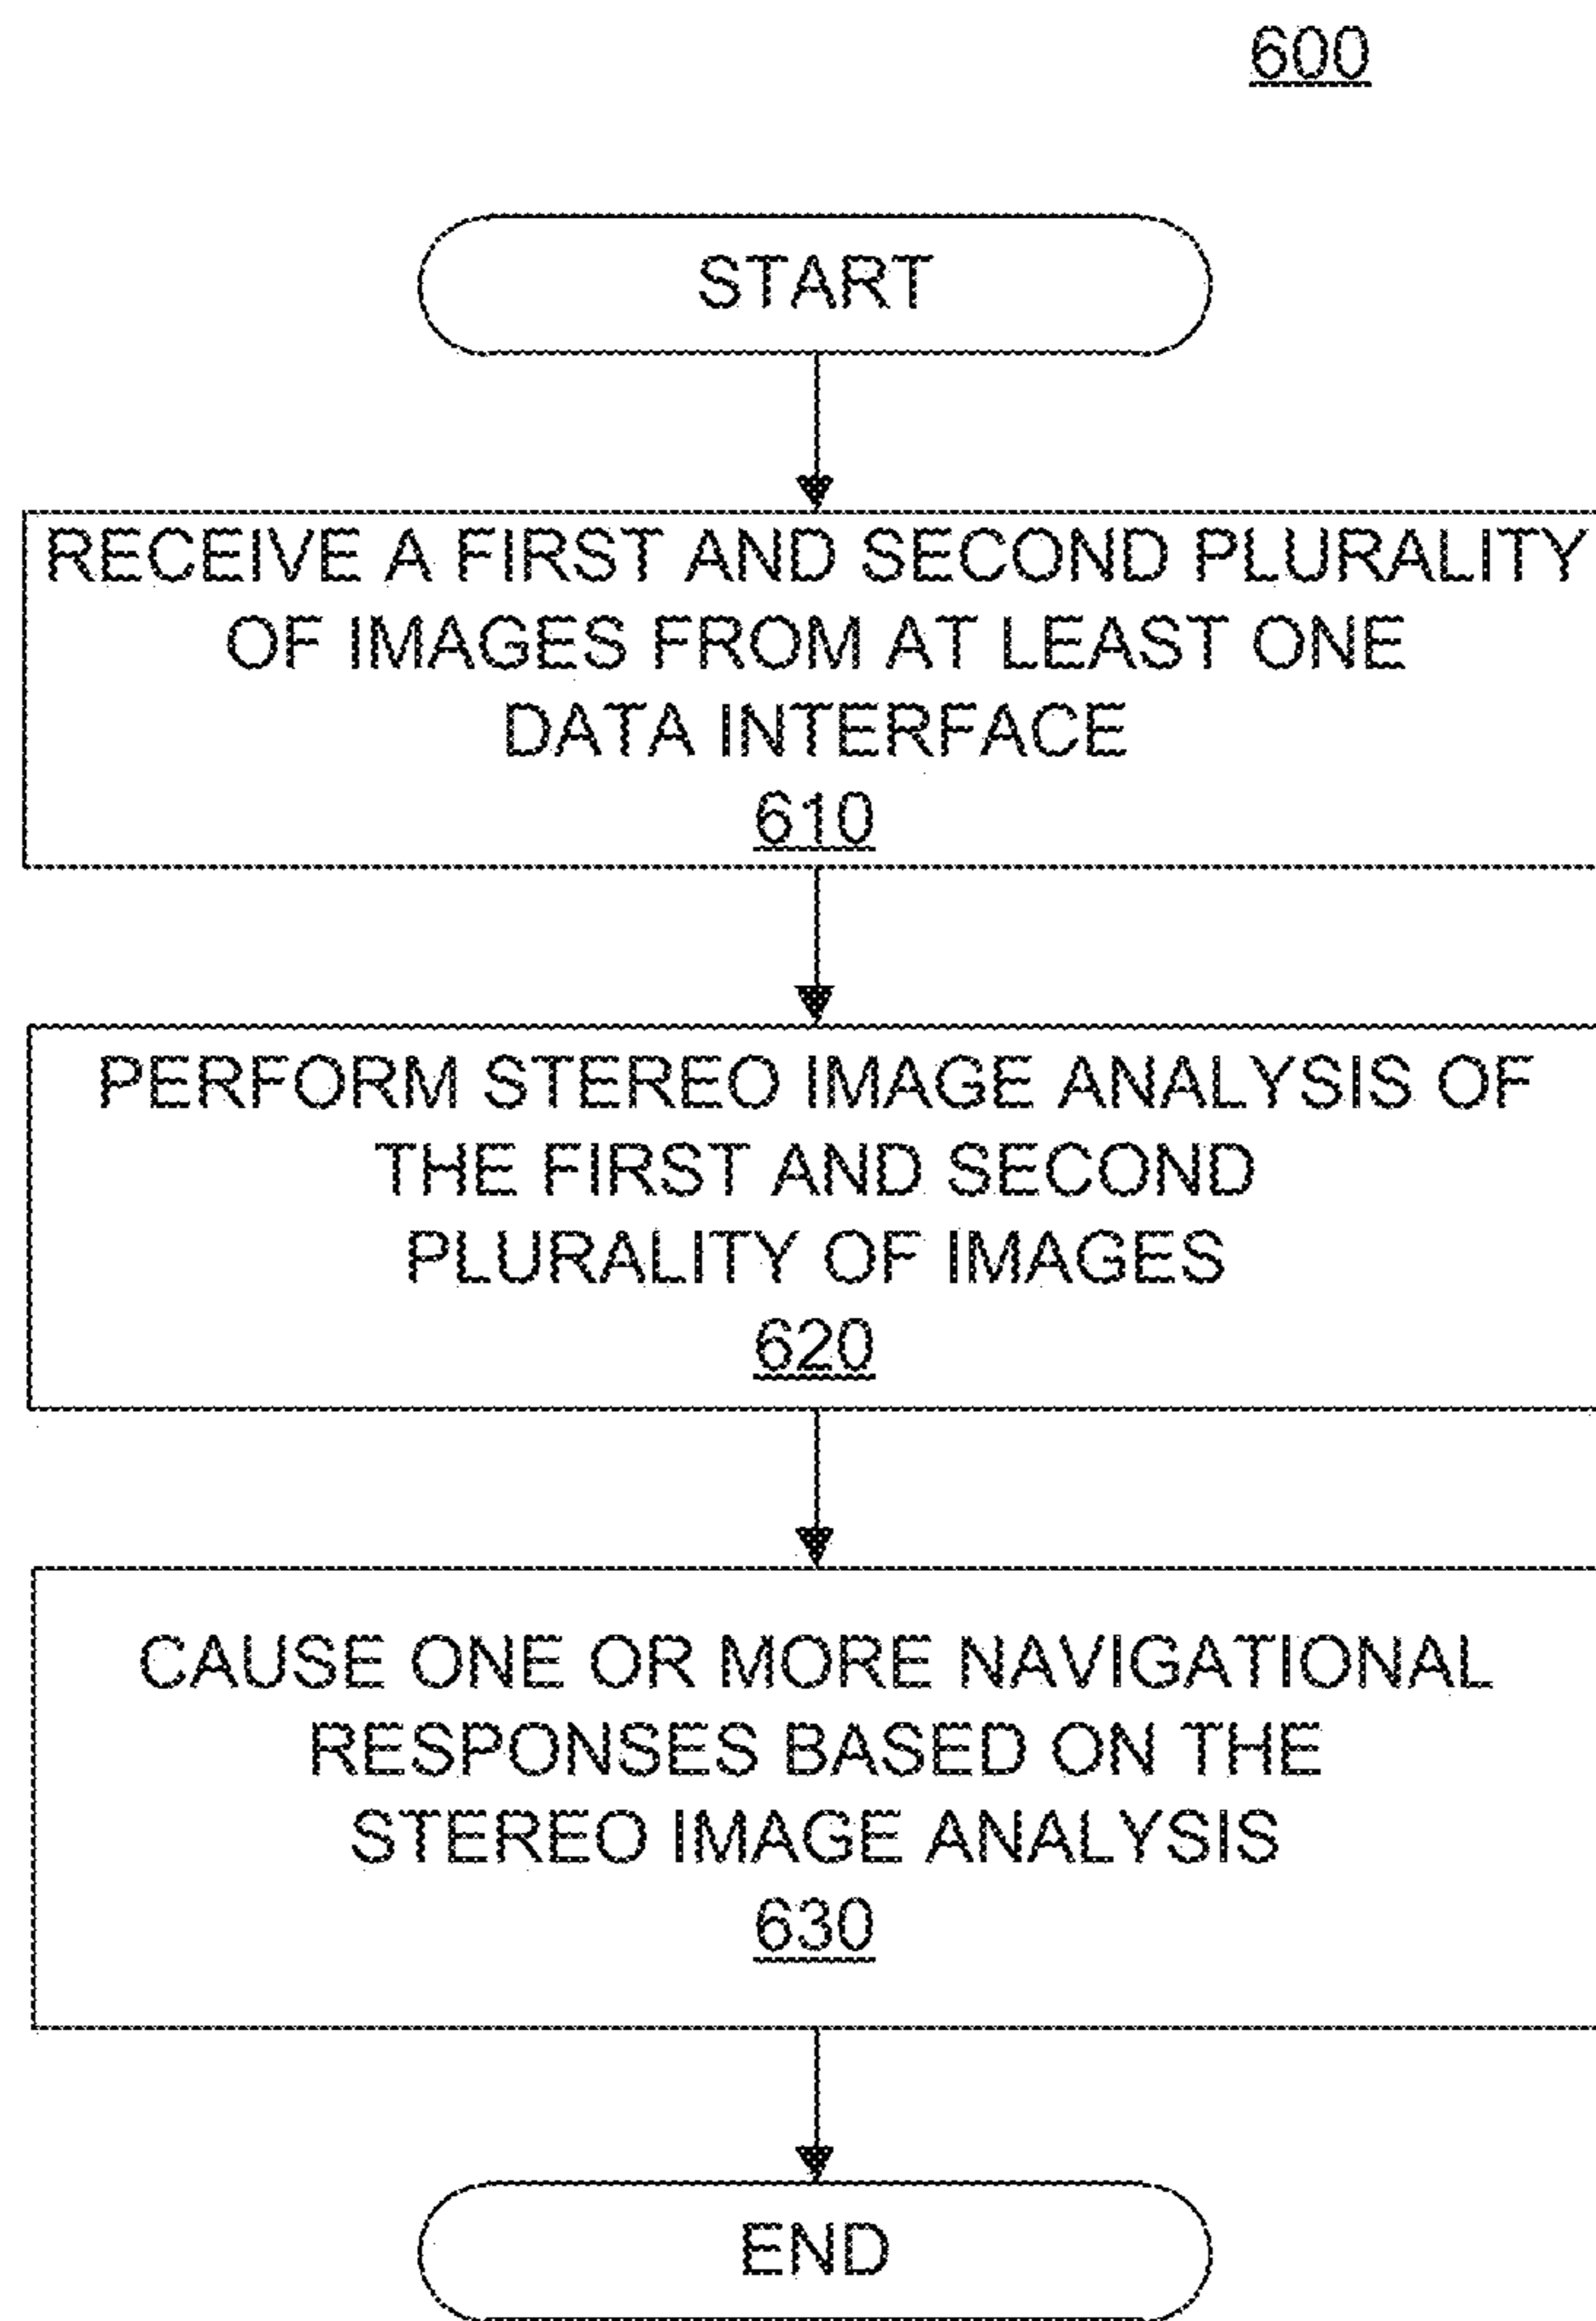 600
START
RECEIVE A FIRST AND SECOND PLURALITY
OF IMAGES FROM AT LEAST ONE
DATA INTERFACE
610
PERFORM STEREO IMAGE ANALYSIS OF
THE FIRST AND SECOND
PLURALITY OF IMAGES
620
CAUSE ONE OR MORE NAVIGATIONAL
RESPONSES BASED ON THE
STEREO IMAGE ANALYSIS
630
END